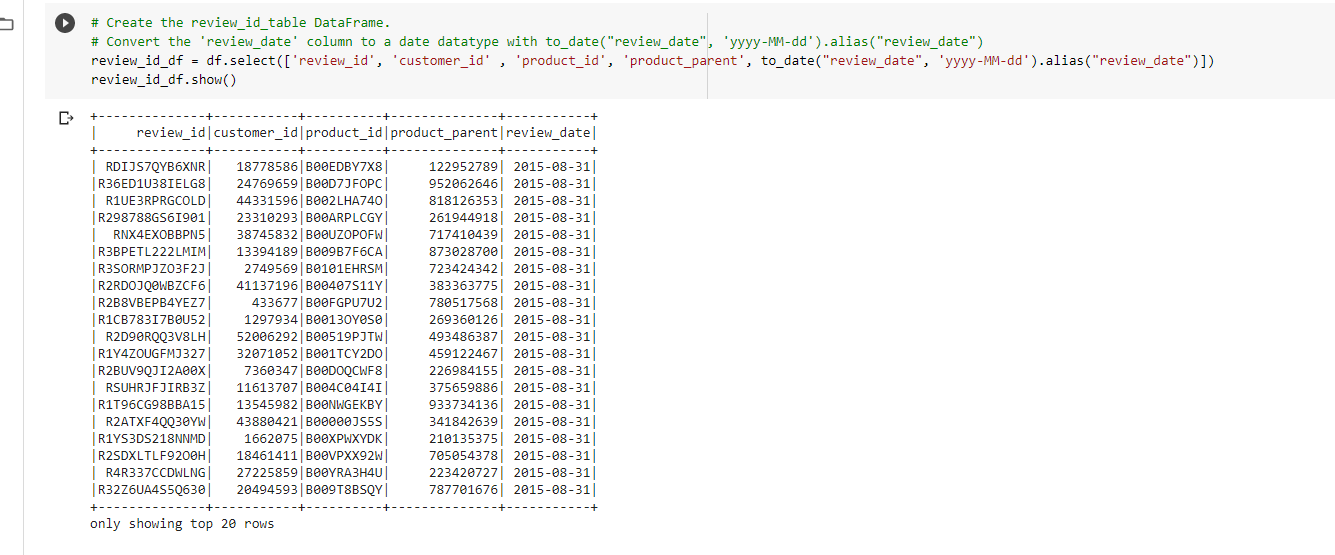 # Create the review_id_table DataFrame.
# Convert the 'review_date' column to a date datatype with to_date("review_date", 'yyyy-MM-dd').alias("review_date")
review_id_df = df.select(['review_id', 'customer_id' , 'product_id', 'product_parent', to_date("review_date", 'yyyy-MM-dd').alias("review_date")])
review_id_df.show()
+--------------+-----------+----------+--------------+-----------+
|     review_id|customer_id|product_id|product_parent|review_date|
+--------------+-----------+----------+--------------+-----------+
| RDIJS7QYB6XNR|   18778586|B00EDBY7X8|     122952789| 2015-08-31|
|R36ED1U38IELG8|   24769659|B00D7JFOPC|     952062646| 2015-08-31|
| R1UE3RPRGCOLD|   44331596|B002LHA74O|     818126353| 2015-08-31|
|R298788GS6I901|   23310293|B00ARPLCGY|     261944918| 2015-08-31|
|  RNX4EXOBBPN5|   38745832|B00UZOPOFW|     717410439| 2015-08-31|
|R3BPETL222LMIM|   13394189|B009B7F6CA|     873028700| 2015-08-31|
|R3SORMPJZO3F2J|    2749569|B0101EHRSM|     723424342| 2015-08-31|
|R2RDOJQ0WBZCF6|   41137196|B00407S11Y|     383363775| 2015-08-31|
|R2B8VBEPB4YEZ7|     433677|B00FGPU7U2|     780517568| 2015-08-31|
|R1CB783I7B0U52|    1297934|B0013OY0S0|     269360126| 2015-08-31|
| R2D90RQQ3V8LH|   52006292|B00519PJTW|     493486387| 2015-08-31|
|R1Y4ZOUGFMJ327|   32071052|B001TCY2DO|     459122467| 2015-08-31|
|R2BUV9QJI2A00X|    7360347|B00DOQCWF8|     226984155| 2015-08-31|
| RSUHRJFJIRB3Z|   11613707|B004C04I4I|     375659886| 2015-08-31|
|R1T96CG98BBA15|   13545982|B00NWGEKBY|     933734136| 2015-08-31|
| R2ATXF4QQ30YW|   43880421|B00000JS5S|     341842639| 2015-08-31|
|R1YS3DS218NNMD|    1662075|B00XPWXYDK|     210135375| 2015-08-31|
|R2SDXLTLF92O0H|   18461411|B00VPXX92W|     705054378| 2015-08-31|
| R4R337CCDWLNG|   27225859|B00YRA3H4U|     223420727| 2015-08-31|
|R32Z6UA4S5Q630|   20494593|B009T8BSQY|     787701676| 2015-08-31|
+--------------+-----------+----------+--------------+-----------+
only showing top 20 rows